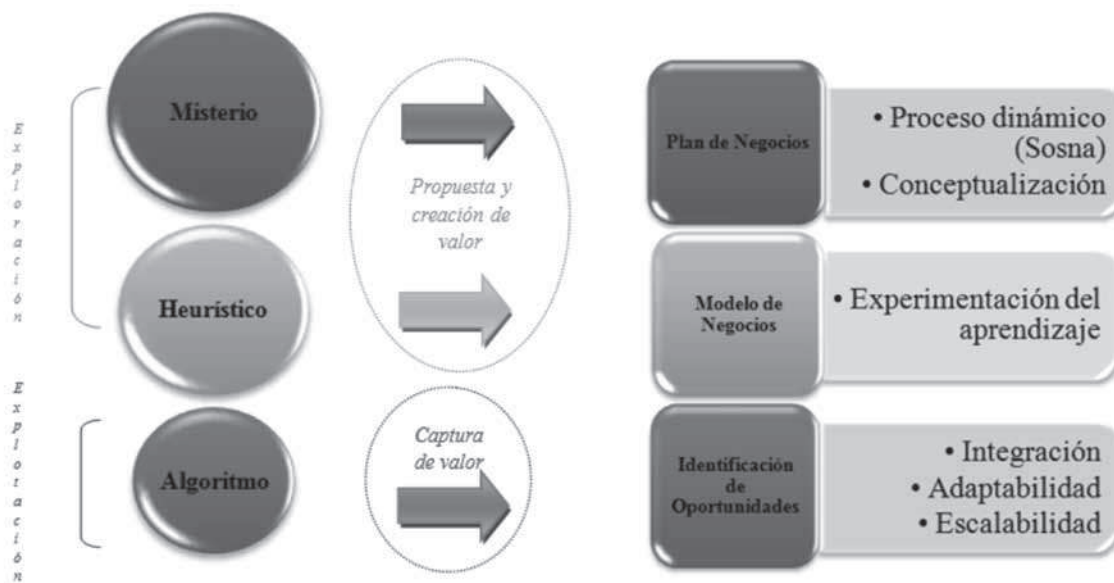 Exploración
Misterio
Heurístico
Propuesta y
creación de
valor
Plan de Negocios
• Proceso dinámico
(Sosna)
• Conceptualización
Modelo de
Negocios
• Experimentación del
aprendizaje
Explotación
Algoritmo
Captura
de valor
Identificación
de
Oportunidades
• Integración
• Adaptabilidad
• Escalabilidad